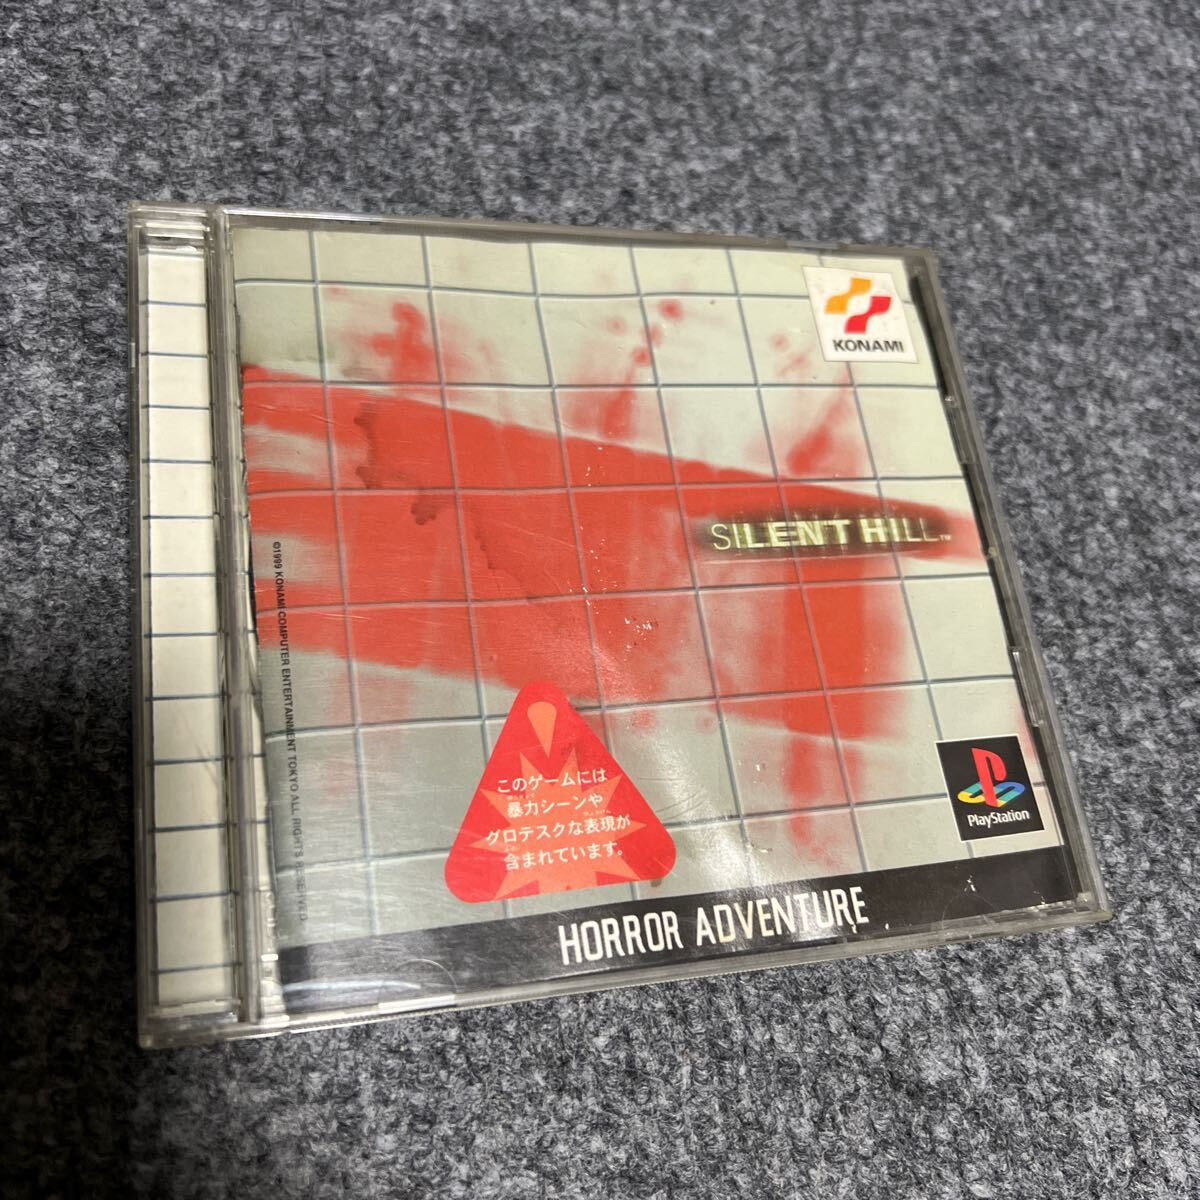 KONAMI
SILENT HILL™
©1999 KONAMI COMPUTER ENTERTAINMENT TOKYO ALL RIGHTS RESERVED
このゲームには
暴力シーンや
グロテスクな表現が
含まれています。
PlayStation
HORROR ADVENTURE